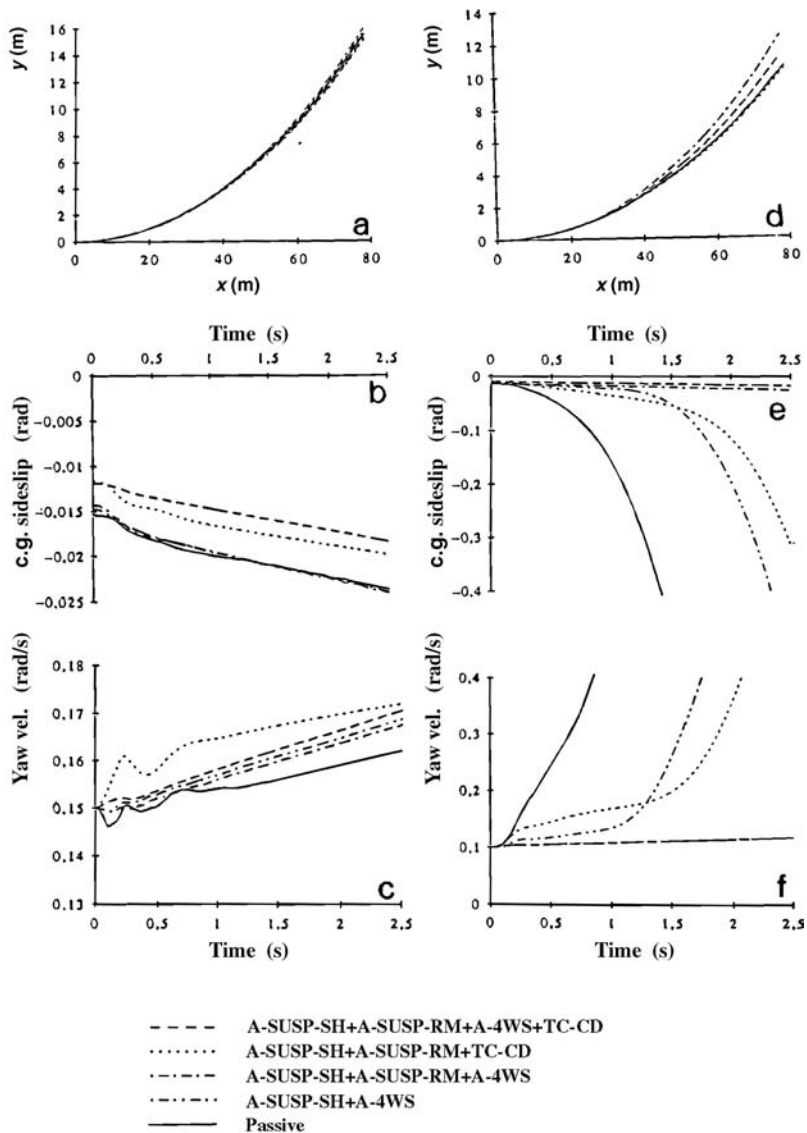 y (m)
16
14
12
10
8
6
4
2
0
0 20 40 60 80
x (m)
a
y (m)
14
12
10
8
6
4
2
0
0 20 40 60 80
x (m)
d
Time (s)
0 0.5 1 1.5 2 2.5
c.g. sideslip (rad)
0
-0.005
-0.01
-0.015
-0.02
-0.025
b
Time (s)
0 0.5 1 1.5 2 2.5
c.g. sideslip (rad)
0
-0.1
-0.2
-0.3
-0.4
e
Yaw vel. (rad/s)
0.18
0.17
0.16
0.150
0.14
0.13
0 0.5 1 1.5 2 2.5
Time (s)
c
Yaw vel. (rad/s)
0.4
0.3
0.2
0.1
0
0 0.5 1 1.5 2 2.5
Time (s)
f
A-SUSP-SH+A-SUSP-RM+A-4WS+TC-CD
A-SUSP-SH+A-SUSP-RM+TC-CD
A-SUSP-SH+A-SUSP-RM+A-4WS
A-SUSP-SH+A-4WS
Passive